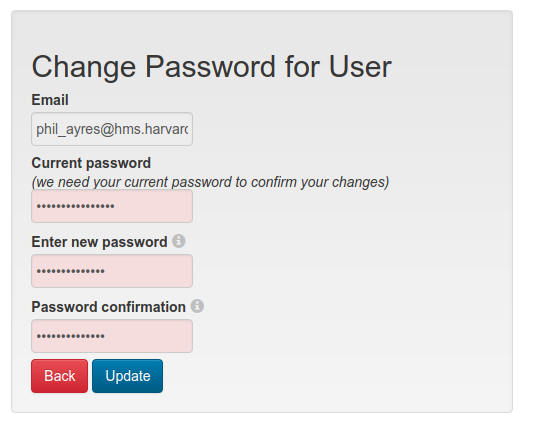 Change Password for User
Email
phil_ayres@hms.harvard
Current password
(we need your current password to confirm your changes)
••••••••••••••••
Enter new password
••••••••••••••
Password confirmation
••••••••••••••
Back Update